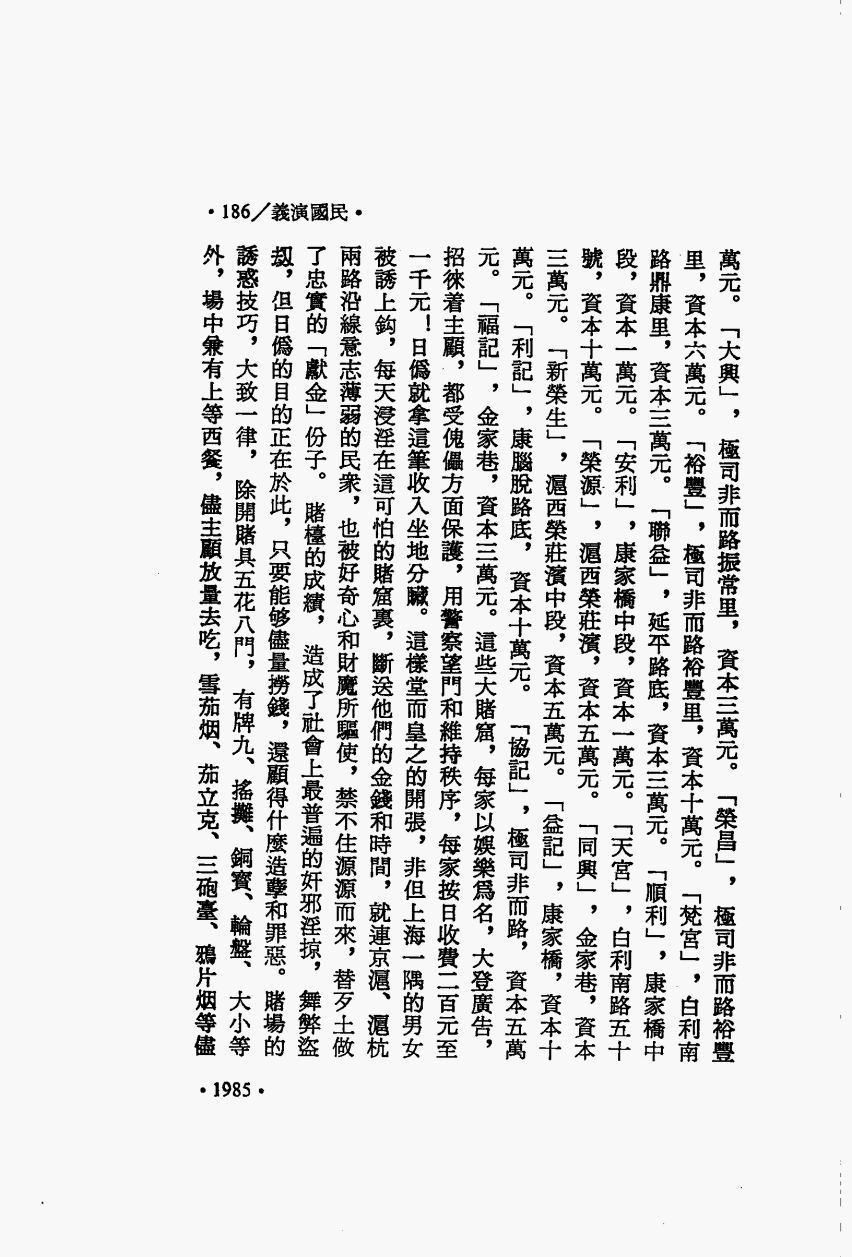 •186／義演國民•
萬元。「大興」，極司非而路振常里，資本三萬元。「榮昌」，極司非而路裕豐
里，資本六萬元。「裕豐」，極司非而路裕豐里，資本十萬元。「梵宮」，白利南
路鼎康里，資本三萬元。「聯益」，延平路底，資本三萬元。「順利」，康家橋中
段，資本一萬元。「安利」，康家橋中段，資本一萬元。「天宮」，白利南路五十
號，資本十萬元。「榮源」，滬西榮莊濱，資本五萬元。「同興」，金家巷，資本
三萬元。「新榮生」，滬西榮莊濱中段，資本五萬元。「益記」，康家橋，資本十
萬元。「利記」，康腦脫路底，資本十萬元。「協記」，極司非而路，資本五萬
元。「福記」，金家巷，資本三萬元。這些大賭窟，每家以娛樂爲名，大登廣告，
招徠着主顧，都受傀儡方面保護，用警察望門和維持秩序，每家按日收費二百元至
一千元！日僞就拿這筆收入坐地分贓。這樣堂而皇之的開張，非但上海一隅的男女
被誘上鈎，每天浸淫在這可怕的賭窟裏，斷送他們的金錢和時間，就連京滬、滬杭
兩路沿線意志薄弱的民衆，也被好奇心和財魔所驅使，禁不住源源而來，替歹土做
了忠實的「獻金」份子。賭檯的成績，造成了社會上最普遍的奸邪淫掠，舞弊盜
刼，但日僞的目的正在於此，只要能够儘量撈錢，還顧得什麼造孽和罪惡。賭場的
誘惑技巧，大致一律，除開賭具五花八門，有牌九、搖攤、銅寶、輪盤、大小等
外，場中兼有上等西餐，儘主顧放量去吃，雪茄烟、茄立克、三砲臺、鴉片烟等儘
•1985•